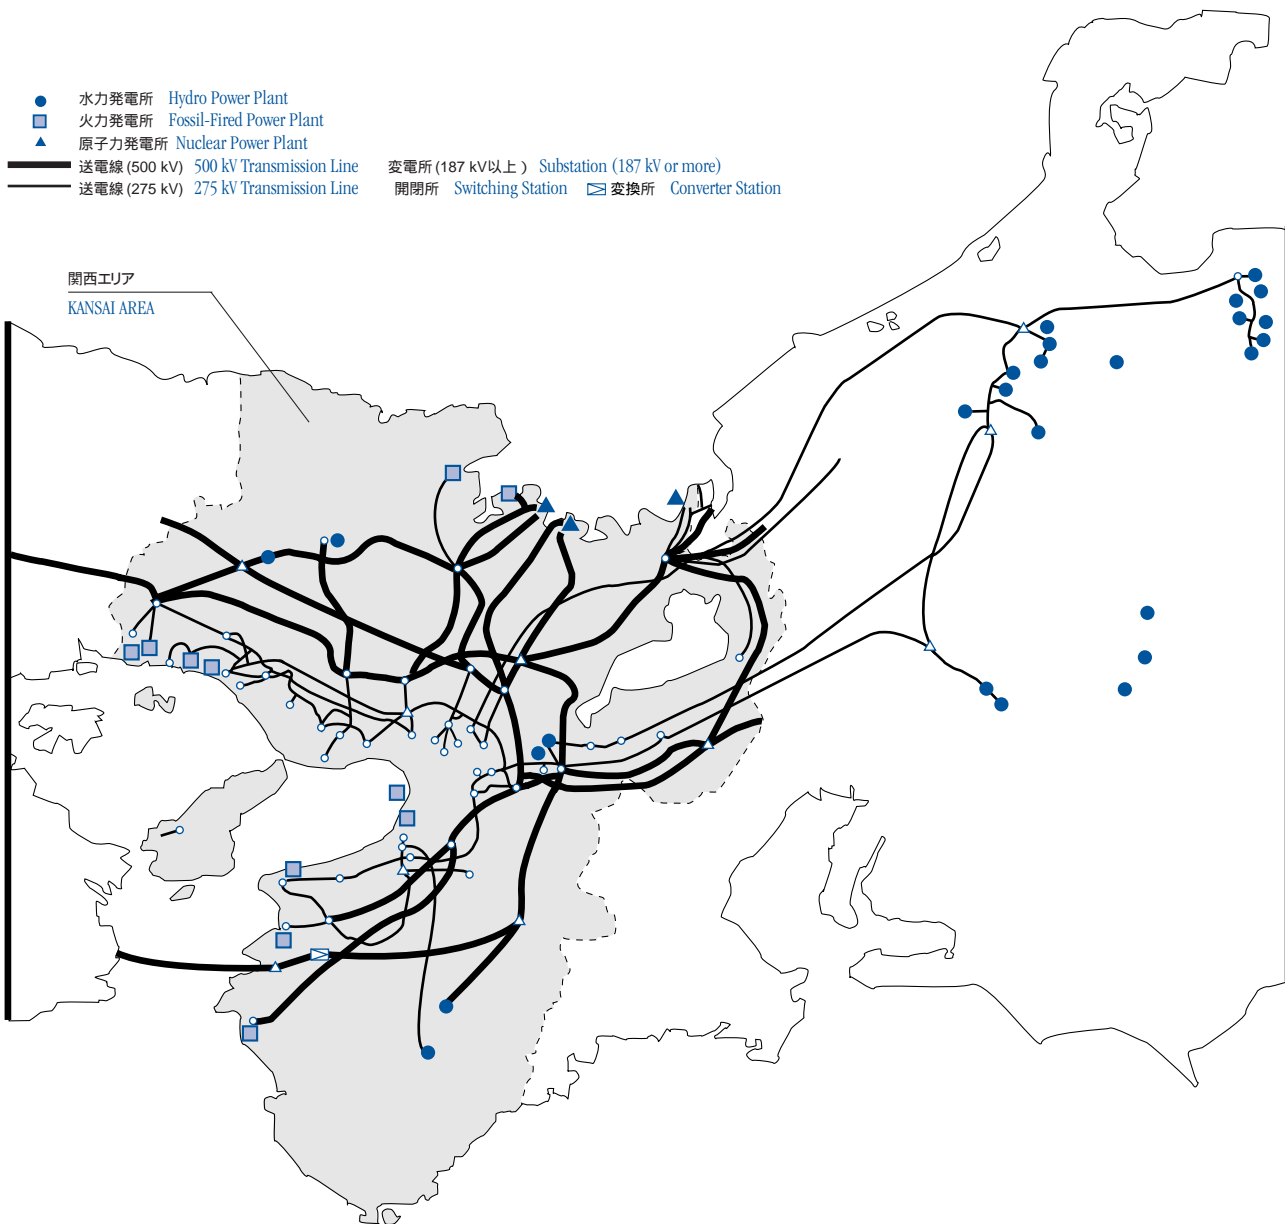 水力発電所 Hydro Power Plant
火力発電所 Fossil-Fired Power Plant
原子力発電所 Nuclear Power Plant
送電線 (500 kV) 500 kV Transmission Line 変電所 (187 kV以上) Substation (187 kV or more)
送電線 (275 kV) 275 kV Transmission Line 開閉所 Switching Station 変換所 Converter Station
関西エリア
KANSAI AREA